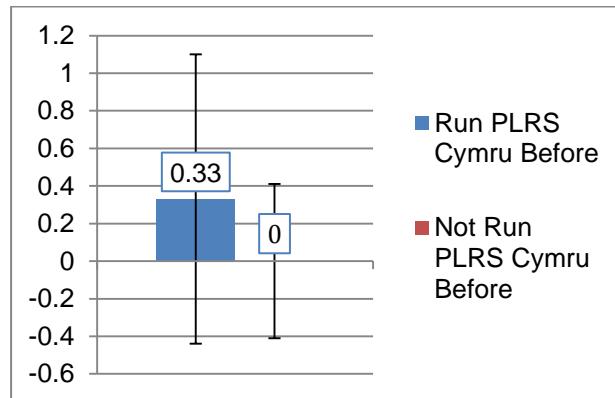 1.2
1
0.8
0.6
0.4
0.2
0
-0.2
-0.4
-0.6
0.33
0
Run PLRS
Cymru Before
Not Run
PLRS Cymru
Before